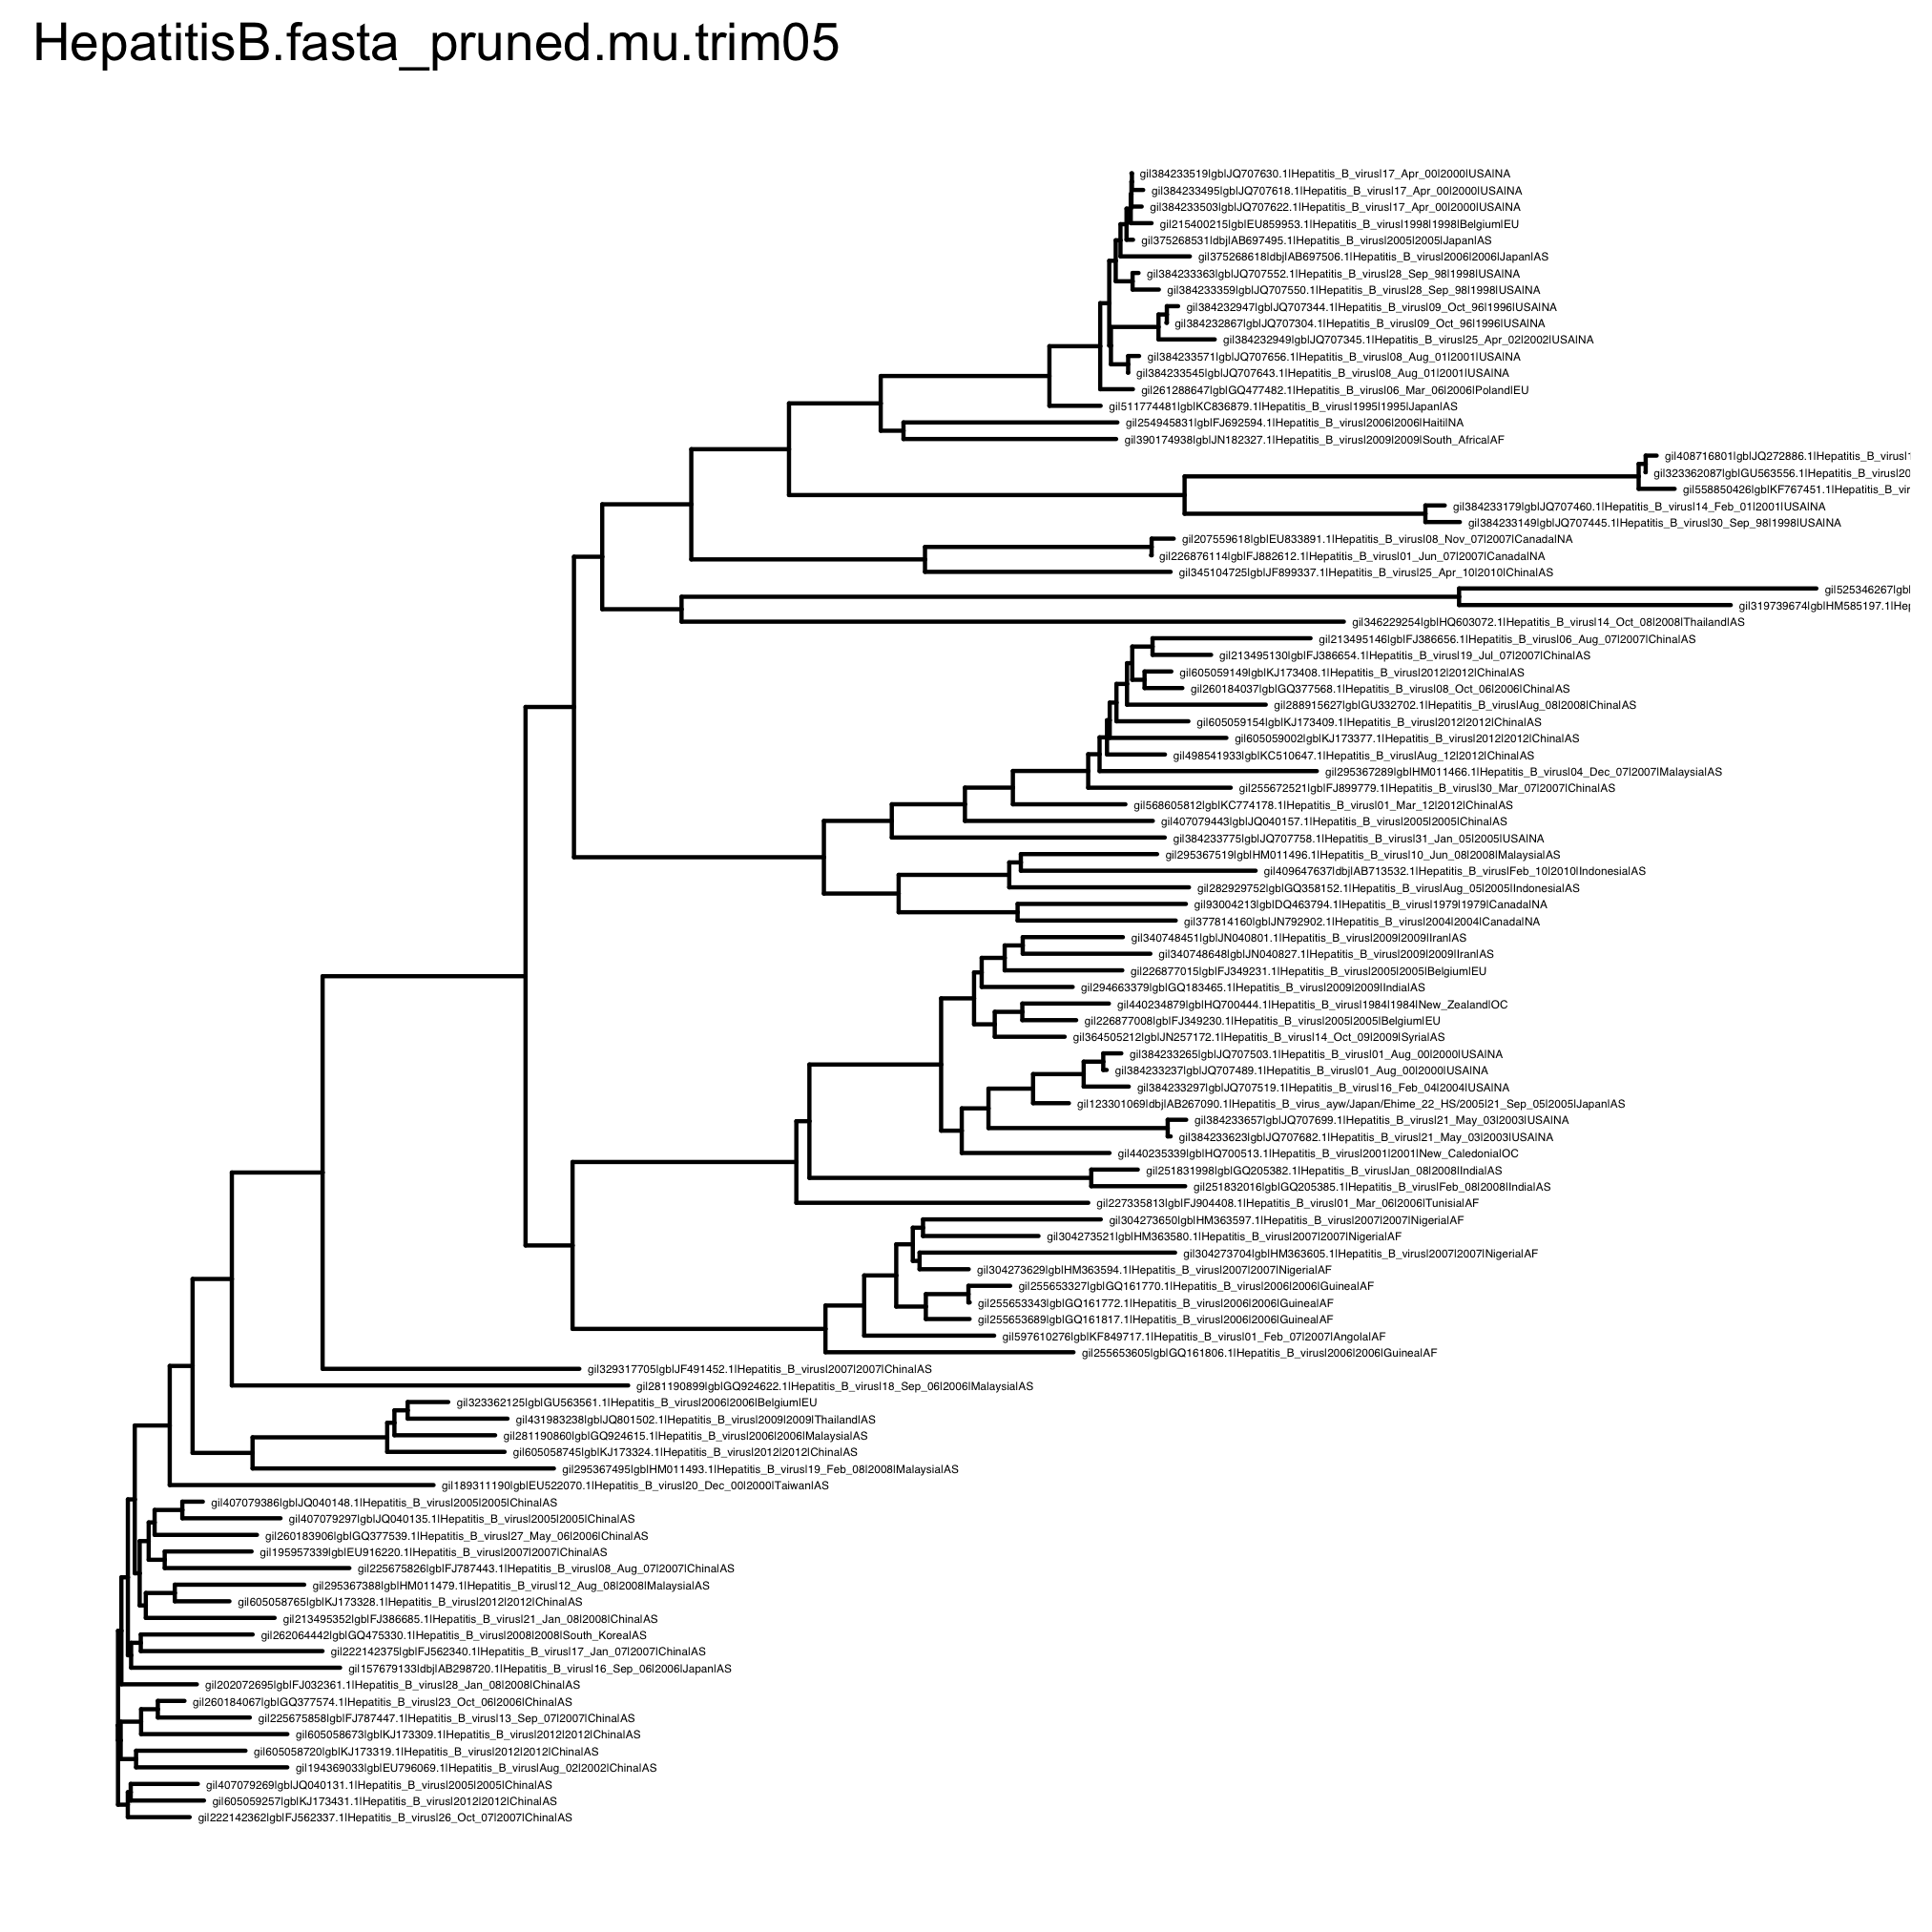 HepatitisB.fasta_pruned.mu.trim05
gi|384233519|gb|JQ707630.1|Hepatitis_B_virus|17_Apr_00|2000|USA|NA
gi|384233495|gb|JQ707618.1|Hepatitis_B_virus|17_Apr_00|2000|USA|NA
gi|384233503|gb|JQ707622.1|Hepatitis_B_virus|17_Apr_00|2000|USA|NA
gi|215400215|gb|EU859953.1|Hepatitis_B_virus|1998|1998|Belgium|EU
gi|375268531|dbj|AB697495.1|Hepatitis_B_virus|2005|2005|Japan|AS
gi|375268618|dbj|AB697506.1|Hepatitis_B_virus|2006|2006|Japan|AS
gi|384233363|gb|JQ707552.1|Hepatitis_B_virus|28_Sep_98|1998|USA|NA
gi|384233359|gb|JQ707550.1|Hepatitis_B_virus|28_Sep_98|1998|USA|NA
gi|384232947|gb|JQ707344.1|Hepatitis_B_virus|09_Oct_96|1996|USA|NA
gi|384232867|gb|JQ707304.1|Hepatitis_B_virus|09_Oct_96|1996|USA|NA
gi|384232949|gb|JQ707345.1|Hepatitis_B_virus|25_Apr_02|2002|USA|NA
gi|384233571|gb|JQ707656.1|Hepatitis_B_virus|08_Aug_01|2001|USA|NA
gi|384233545|gb|JQ707643.1|Hepatitis_B_virus|08_Aug_01|2001|USA|NA
gi|261288647|gb|GQ477482.1|Hepatitis_B_virus|06_Mar_06|2006|Poland|EU
gi|511774481|gb|KC836879.1|Hepatitis_B_virus|1995|1995|Japan|AS
gi|254945831|gb|FJ692594.1|Hepatitis_B_virus|2006|2006|Haiti|NA
gi|390174938|gb|JN182327.1|Hepatitis_B_virus|2009|2009|South_Africa|AF
gi|408716801|gb|JQ272886.1|Hepatitis_B_virus|1
gi|323362087|gb|GU563556.1|Hepatitis_B_virus|20
gi|558850426|gb|KF767451.1|Hepatitis_B_vir
gi|384233179|gb|JQ707460.1|Hepatitis_B_virus|14_Feb_01|2001|USA|NA
gi|384233149|gb|JQ707445.1|Hepatitis_B_virus|30_Sep_98|1998|USA|NA
gi|207559618|gb|EU833891.1|Hepatitis_B_virus|08_Nov_07|2007|Canada|NA
gi|226876114|gb|FJ882612.1|Hepatitis_B_virus|01_Jun_07|2007|Canada|NA
gi|345104725|gb|JF899337.1|Hepatitis_B_virus|25_Apr_10|2010|China|AS
gi|525346267|gb|
gi|319739674|gb|HM585197.1|Hep
gi|346229254|gb|HQ603072.1|Hepatitis_B_virus|14_Oct_08|2008|Thailand|AS
gi|213495146|gb|FJ386656.1|Hepatitis_B_virus|06_Aug_07|2007|China|AS
gi|213495130|gb|FJ386654.1|Hepatitis_B_virus|19_Jul_07|2007|China|AS
gi|605059149|gb|KJ173408.1|Hepatitis_B_virus|2012|2012|China|AS
gi|260184037|gb|GQ377568.1|Hepatitis_B_virus|08_Oct_06|2006|China|AS
gi|288915627|gb|GU332702.1|Hepatitis_B_virus|Aug_08|2008|China|AS
gi|605059154|gb|KJ173409.1|Hepatitis_B_virus|2012|2012|China|AS
gi|605059002|gb|KJ173377.1|Hepatitis_B_virus|2012|2012|China|AS
gi|498541933|gb|KC510647.1|Hepatitis_B_virus|Aug_12|2012|China|AS
gi|295367289|gb|HM011466.1|Hepatitis_B_virus|04_Dec_07|2007|Malaysia|AS
gi|255672521|gb|FJ899779.1|Hepatitis_B_virus|30_Mar_07|2007|China|AS
gi|568605812|gb|KC774178.1|Hepatitis_B_virus|01_Mar_12|2012|China|AS
gi|407079443|gb|JQ040157.1|Hepatitis_B_virus|2005|2005|China|AS
gi|384233775|gb|JQ707758.1|Hepatitis_B_virus|31_Jan_05|2005|USA|NA
gi|295367519|gb|HM011496.1|Hepatitis_B_virus|10_Jun_08|2008|Malaysia|AS
gi|409647637|dbj|AB713532.1|Hepatitis_B_virus|Feb_10|2010|Indonesia|AS
gi|282929752|gb|GQ358152.1|Hepatitis_B_virus|Aug_05|2005|Indonesia|AS
gi|93004213|gb|DQ463794.1|Hepatitis_B_virus|1979|1979|Canada|NA
gi|377814160|gb|JN792902.1|Hepatitis_B_virus|2004|2004|Canada|NA
gi|340748451|gb|JN040801.1|Hepatitis_B_virus|2009|2009|Iran|AS
gi|340748648|gb|JN040827.1|Hepatitis_B_virus|2009|2009|Iran|AS
gi|226877015|gb|FJ349231.1|Hepatitis_B_virus|2005|2005|Belgium|EU
gi|294663379|gb|GQ183465.1|Hepatitis_B_virus|2009|2009|India|AS
gi|440234879|gb|HQ700444.1|Hepatitis_B_virus|1984|1984|New_Zealand|OC
gi|226877008|gb|FJ349230.1|Hepatitis_B_virus|2005|2005|Belgium|EU
gi|364505212|gb|JN257172.1|Hepatitis_B_virus|14_Oct_09|2009|Syria|AS
gi|384233265|gb|JQ707503.1|Hepatitis_B_virus|01_Aug_00|2000|USA|NA
gi|384233237|gb|JQ707489.1|Hepatitis_B_virus|01_Aug_00|2000|USA|NA
gi|384233297|gb|JQ707519.1|Hepatitis_B_virus|16_Feb_04|2004|USA|NA
gi|123301069|dbj|AB267090.1|Hepatitis_B_virus_ayw/Japan/Ehime_22_HS/2005|21_Sep_05|2005|Japan|AS
gi|384233657|gb|JQ707699.1|Hepatitis_B_virus|21_May_03|2003|USA|NA
gi|384233623|gb|JQ707682.1|Hepatitis_B_virus|21_May_03|2003|USA|NA
gi|440235339|gb|HQ700513.1|Hepatitis_B_virus|2001|2001|New_Caledonia|OC
gi|251831998|gb|GQ205382.1|Hepatitis_B_virus|Jan_08|2008|India|AS
gi|251832016|gb|GQ205385.1|Hepatitis_B_virus|Feb_08|2008|India|AS
gi|227335813|gb|FJ904408.1|Hepatitis_B_virus|01_Mar_06|2006|Tunisia|AF
gi|304273650|gb|HM363597.1|Hepatitis_B_virus|2007|2007|Nigeria|AF
gi|304273521|gb|HM363580.1|Hepatitis_B_virus|2007|2007|Nigeria|AF
gi|304273704|gb|HM363605.1|Hepatitis_B_virus|2007|2007|Nigeria|AF
gi|304273629|gb|HM363594.1|Hepatitis_B_virus|2007|2007|Nigeria|AF
gi|255653327|gb|GQ161770.1|Hepatitis_B_virus|2006|2006|Guinea|AF
gi|255653343|gb|GQ161772.1|Hepatitis_B_virus|2006|2006|Guinea|AF
gi|255653689|gb|GQ161817.1|Hepatitis_B_virus|2006|2006|Guinea|AF
gi|597610276|gb|KF849717.1|Hepatitis_B_virus|01_Feb_07|2007|Angola|AF
gi|255653605|gb|GQ161806.1|Hepatitis_B_virus|2006|2006|Guinea|AF
gi|329317705|gb|JF491452.1|Hepatitis_B_virus|2007|2007|China|AS
gi|281190899|gb|GQ924622.1|Hepatitis_B_virus|18_Sep_06|2006|Malaysia|AS
gi|323362125|gb|GU563561.1|Hepatitis_B_virus|2006|2006|Belgium|EU
gi|431983238|gb|JQ801502.1|Hepatitis_B_virus|2009|2009|Thailand|AS
gi|281190860|gb|GQ924615.1|Hepatitis_B_virus|2006|2006|Malaysia|AS
gi|605058745|gb|KJ173324.1|Hepatitis_B_virus|2012|2012|China|AS
gi|295367495|gb|HM011493.1|Hepatitis_B_virus|19_Feb_08|2008|Malaysia|AS
gi|189311190|gb|EU522070.1|Hepatitis_B_virus|20_Dec_00|2000|Taiwan|AS
gi|407079386|gb|JQ040148.1|Hepatitis_B_virus|2005|2005|China|AS
gi|407079297|gb|JQ040135.1|Hepatitis_B_virus|2005|2005|China|AS
gi|260183906|gb|GQ377539.1|Hepatitis_B_virus|27_May_06|2006|China|AS
gi|195957339|gb|EU916220.1|Hepatitis_B_virus|2007|2007|China|AS
gi|225675826|gb|FJ787443.1|Hepatitis_B_virus|08_Aug_07|2007|China|AS
gi|295367388|gb|HM011479.1|Hepatitis_B_virus|12_Aug_08|2008|Malaysia|AS
gi|605058765|gb|KJ173328.1|Hepatitis_B_virus|2012|2012|China|AS
gi|213495352|gb|FJ386685.1|Hepatitis_B_virus|21_Jan_08|2008|China|AS
gi|262064442|gb|GQ475330.1|Hepatitis_B_virus|2008|2008|South_Korea|AS
gi|222142375|gb|FJ562340.1|Hepatitis_B_virus|17_Jan_07|2007|China|AS
gi|157679133|dbj|AB298720.1|Hepatitis_B_virus|16_Sep_06|2006|Japan|AS
gi|202072695|gb|FJ032361.1|Hepatitis_B_virus|28_Jan_08|2008|China|AS
gi|260184067|gb|GQ377574.1|Hepatitis_B_virus|23_Oct_06|2006|China|AS
gi|225675858|gb|FJ787447.1|Hepatitis_B_virus|13_Sep_07|2007|China|AS
gi|605058673|gb|KJ173309.1|Hepatitis_B_virus|2012|2012|China|AS
gi|605058720|gb|KJ173319.1|Hepatitis_B_virus|2012|2012|China|AS
gi|194369033|gb|EU796069.1|Hepatitis_B_virus|Aug_02|2002|China|AS
gi|407079269|gb|JQ040131.1|Hepatitis_B_virus|2005|2005|China|AS
gi|605059257|gb|KJ173431.1|Hepatitis_B_virus|2012|2012|China|AS
gi|222142362|gb|FJ562337.1|Hepatitis_B_virus|26_Oct_07|2007|China|AS